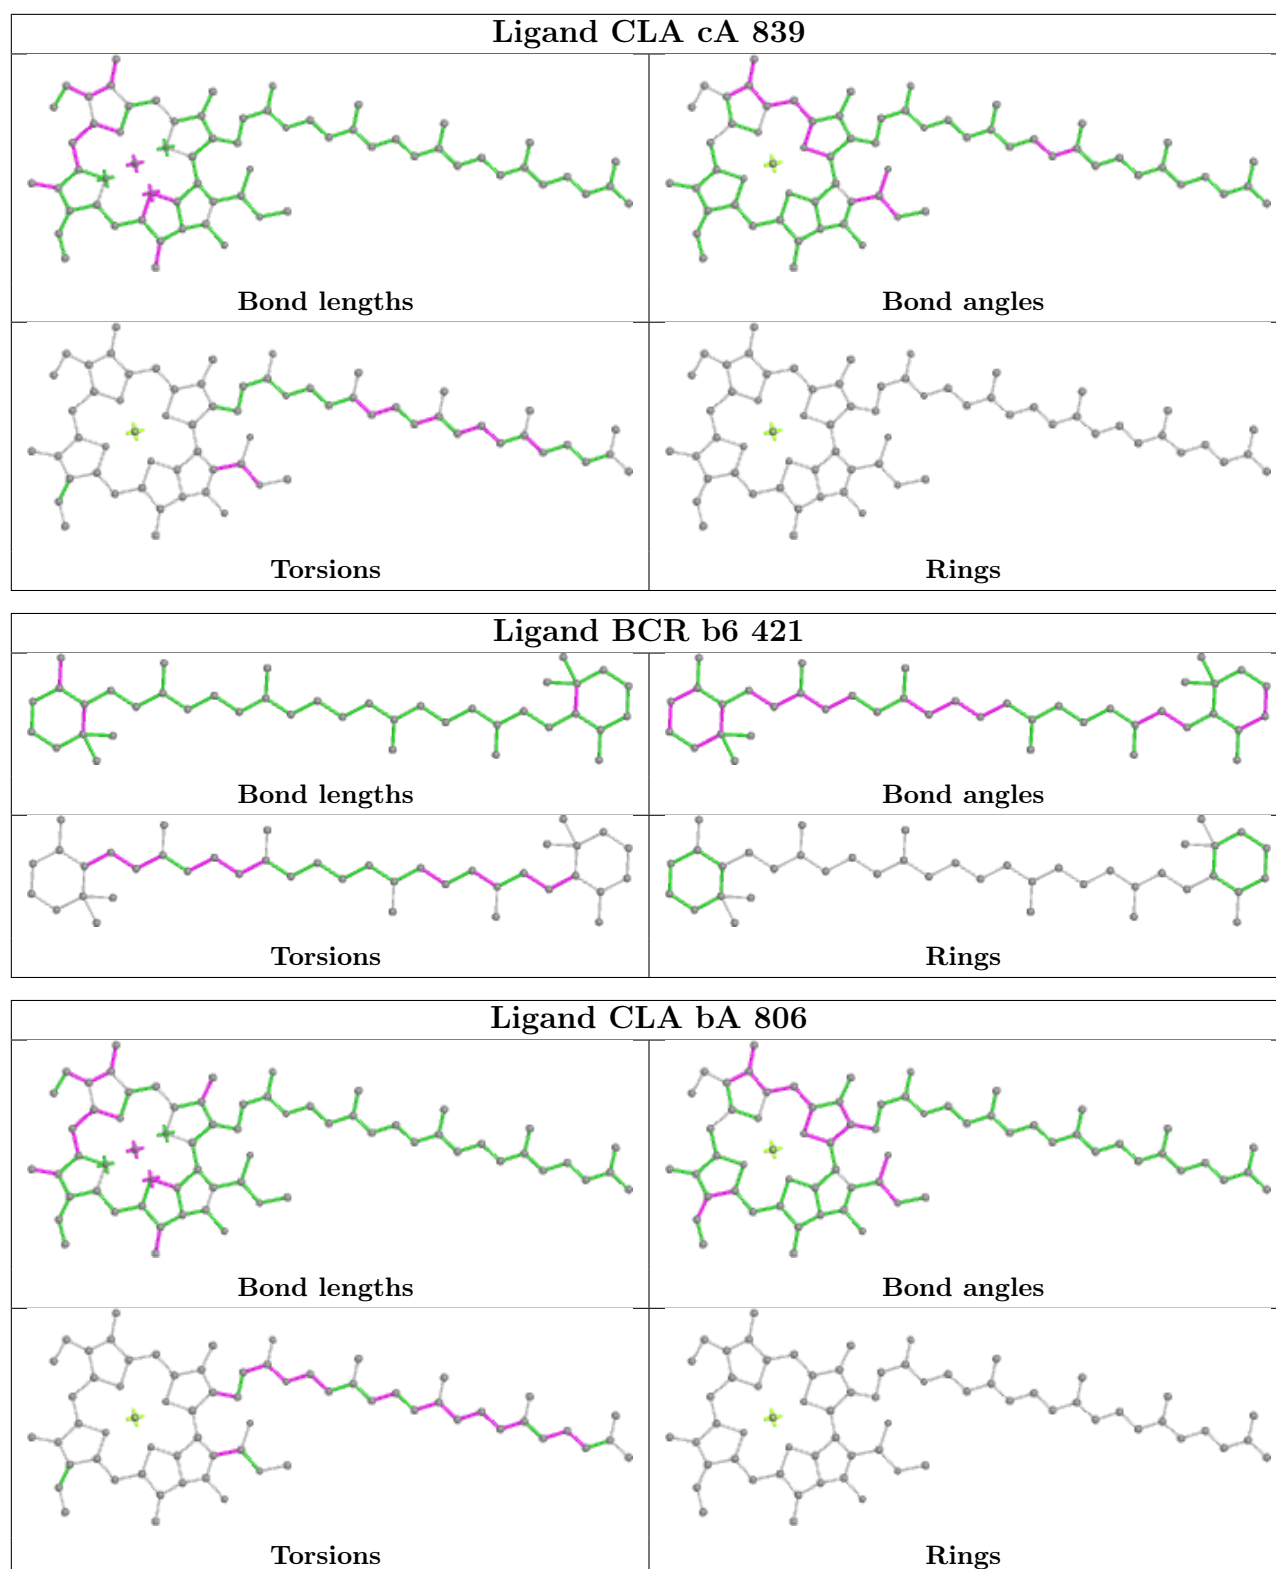 Ligand CLA cA 839
Bond lengths
Bond angles
Torsions
Rings
Ligand BCR b6 421
Bond lengths
Bond angles
Torsions
Rings
Ligand CLA bA 806
Bond lengths
Bond angles
Torsions
Rings